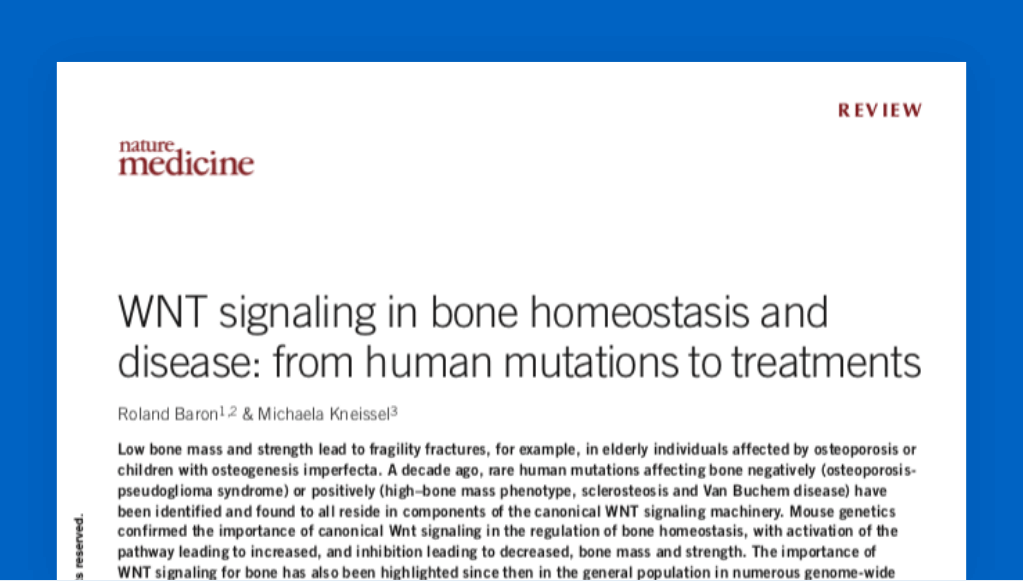 REVIEW
nature
medicine
WNT signaling in bone homeostasis and
disease: from human mutations to treatments
Roland Baron1,2 & Michaela Kneissel3
Low bone mass and strength lead to fragility fractures, for example, in elderly individuals affected by osteoporosis or
children with osteogenesis imperfecta. A decade ago, rare human mutations affecting bone negatively (osteoporosis-
pseudoglioma syndrome) or positively (high–bone mass phenotype, sclerosteosis and Van Buchem disease) have
been identified and found to all reside in components of the canonical WNT signaling machinery. Mouse genetics
confirmed the importance of canonical Wnt signaling in the regulation of bone homeostasis, with activation of the
pathway leading to increased, and inhibition leading to decreased, bone mass and strength. The importance of
WNT signaling for bone has also been highlighted since then in the general population in numerous genome-wide
s reserved.